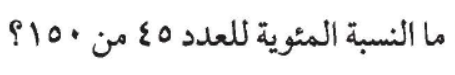 ما النسبة المئوية للعدد ٤٥ من ١٥٠؟